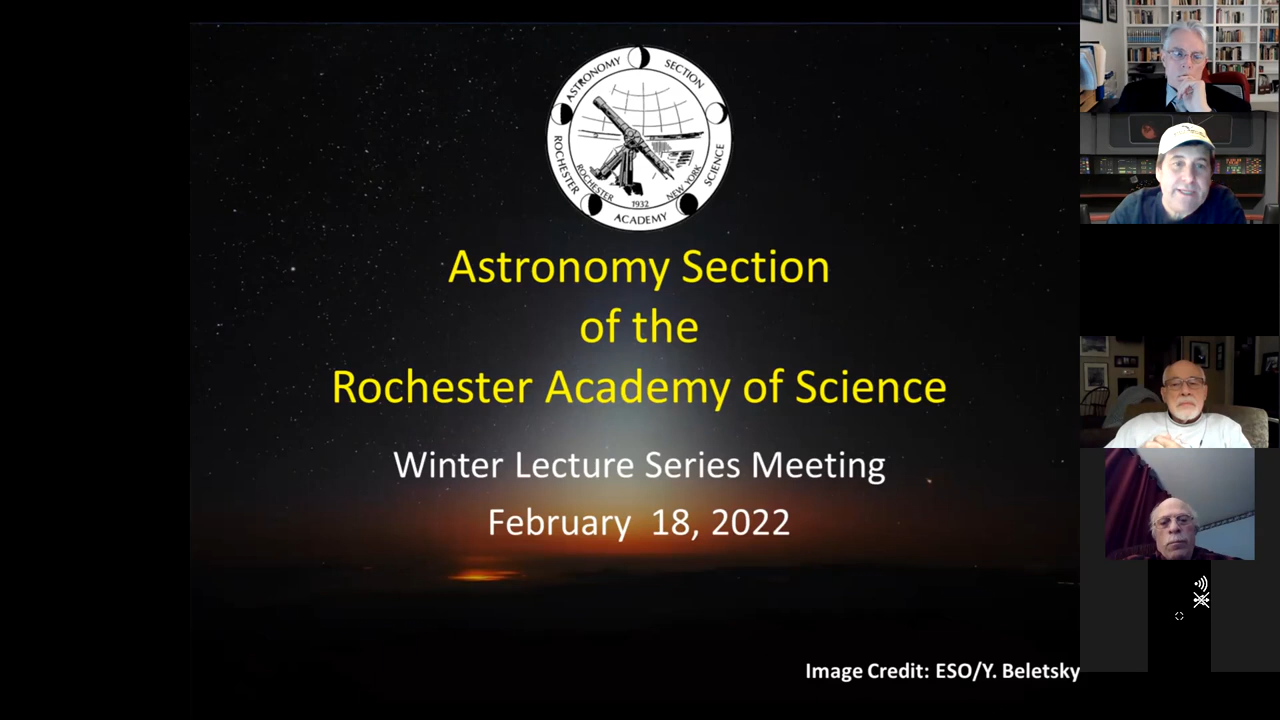 ASTRONOMY SECTION
ROCHESTER ACADEMY SCIENCE
ROCHESTER 1932 NEW YORK
Astronomy Section
of the
Rochester Academy of Science
Winter Lecture Series Meeting
February 18, 2022
Image Credit: ESO/Y. Beletsky